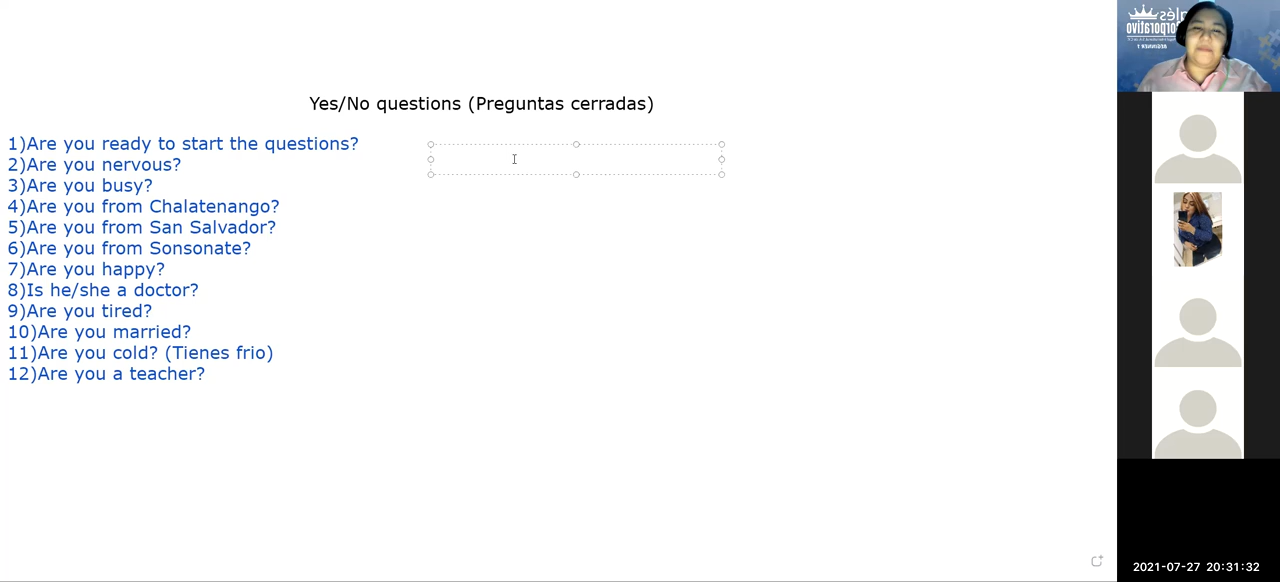 Yes/No questions (Preguntas cerradas)
1)Are you ready to start the questions?
2)Are you nervous?
3)Are you busy?
4)Are you from Chalatenango?
5)Are you from San Salvador?
6)Are you from Sonsonate?
7)Are you happy?
8)Is he/she a doctor?
9)Are you tired?
10)Are you married?
11)Are you cold? (Tienes frio)
12)Are you a teacher?
2021-07-27 20:31:32